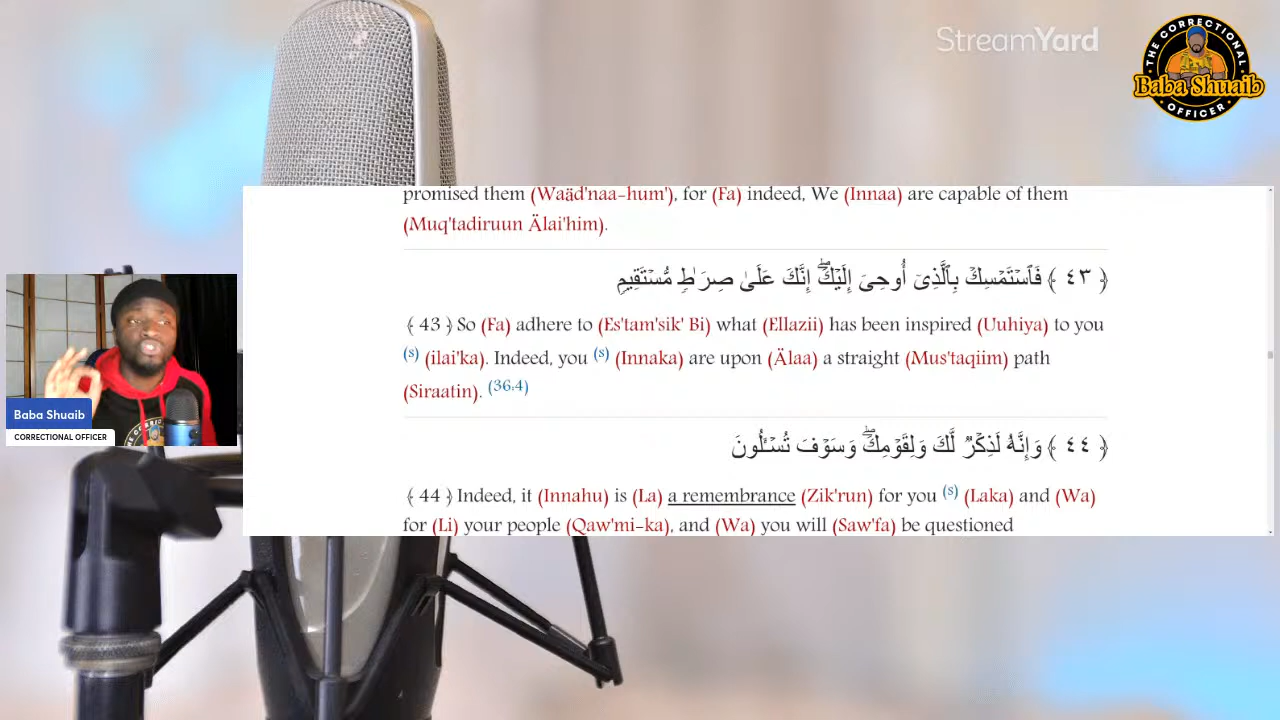 StreamYard
THE CORRECTIONAL
Baba Shuaib
OFFICER
promised them (Waäd'naa-hum'), for (Fa) indeed, We (Innaa) are capable of them
(Muq'tadiruun Älai'him).
﴿ ٤٣ ﴾ فَٱسْتَمْسِكْ بِٱلَّذِىٓ أُوحِىَ إِلَيْكَ ۖ إِنَّكَ عَلَىٰ صِرَٰطٍ مُّسْتَقِيمٍ
﴾ 43 ﴿ So (Fa) adhere to (Es'tam'sik' Bi) what (Ellazii) has been inspired (Uuhiya) to you
(s) (ilai'ka). Indeed, you (s) (Innaka) are upon (Älaa) a straight (Mus'taqiim) path
(Siraatin). (36:4)
﴿ ٤٤ ﴾ وَإِنَّهُۥ لَذِكْرٌ لَّكَ وَلِقَوْمِكَ ۖ وَسَوْفَ تُسْـَٔلُونَ
﴾ 44 ﴿ Indeed, it (Innahu) is (La) a remembrance (Zik'run) for you (s) (Laka) and (Wa)
for (Li) your people (Qaw'mi-ka), and (Wa) you will (Saw'fa) be questioned
Baba Shuaib
CORRECTIONAL OFFICER